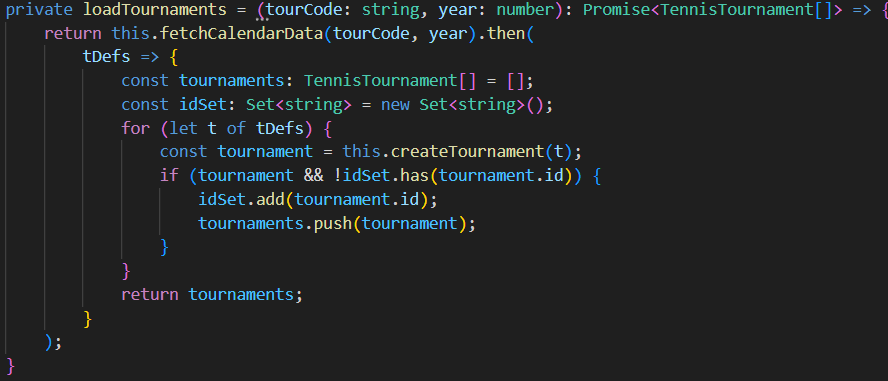 private loadTournaments = (tourCode: string, year: number): Promise<TennisTournament[]> => {
return this.fetchCalendarData(tourCode, year).then(
tDefs => {
const tournaments: TennisTournament[] = [];
const idSet: Set<string> = new Set<string>();
for (let t of tDefs) {
const tournament = this.createTournament(t);
if (tournament && !idSet.has(tournament.id)) {
idSet.add(tournament.id);
tournaments.push(tournament);
}
}
return tournaments;
}
);
}